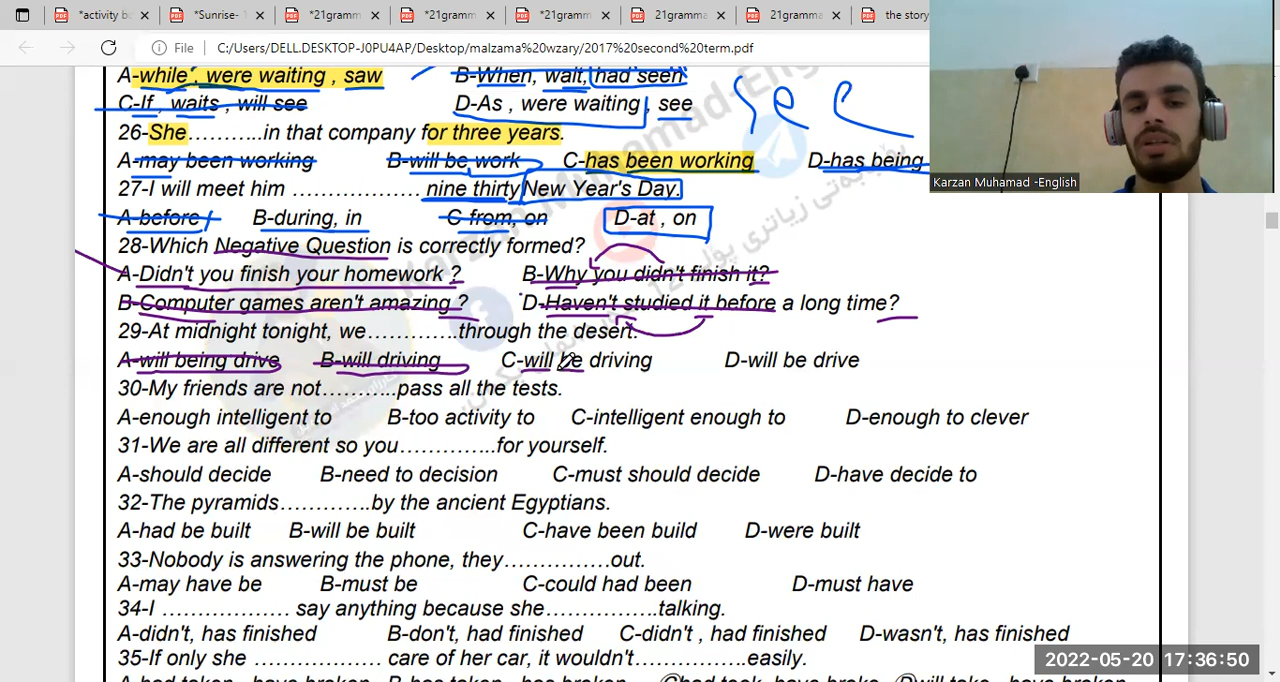 *activity b
*Sunrise-
*21gramm
*21gramm
*21gramm
21gramma
21gramma
the story
File C:/Users/DELL.DESKTOP-J0PU4AP/Desktop/malzama%20wzary/2017%20second%20term.pdf
A-while , were waiting , saw B-When, wait, had seen
C-If , waits , will see D-As , were waiting , see
sec
26-She………..in that company for three years.
A-may been working B-will be work C-has been working D-has being
Karzan Muhamad -English
27-I will meet him ………………… nine thirty New Year's Day.
A-before B-during, in C from, on D-at , on
28-Which Negative Question is correctly formed?
A-Didn't you finish your homework ? B-Why you didn't finish it?
B-Computer games aren't amazing ? D-Haven't studied it before a long time?
29-At midnight tonight, we………….through the desert.
A-will being drive B-will driving C-will be driving D-will be drive
30-My friends are not………..pass all the tests.
A-enough intelligent to B-too activity to C-intelligent enough to D-enough to clever
31-We are all different so you…………..for yourself.
A-should decide B-need to decision C-must should decide D-have decide to
32-The pyramids………….by the ancient Egyptians.
A-had be built B-will be built C-have been build D-were built
33-Nobody is answering the phone, they……………out.
A-may have be B-must be C-could had been D-must have
34-I ……………… say anything because she…………….talking.
A-didn't, has finished B-don't, had finished C-didn't , had finished D-wasn't, has finished
35-If only she ……………… care of her car, it wouldn't…………….easily.
2022-05-20 17:36:50